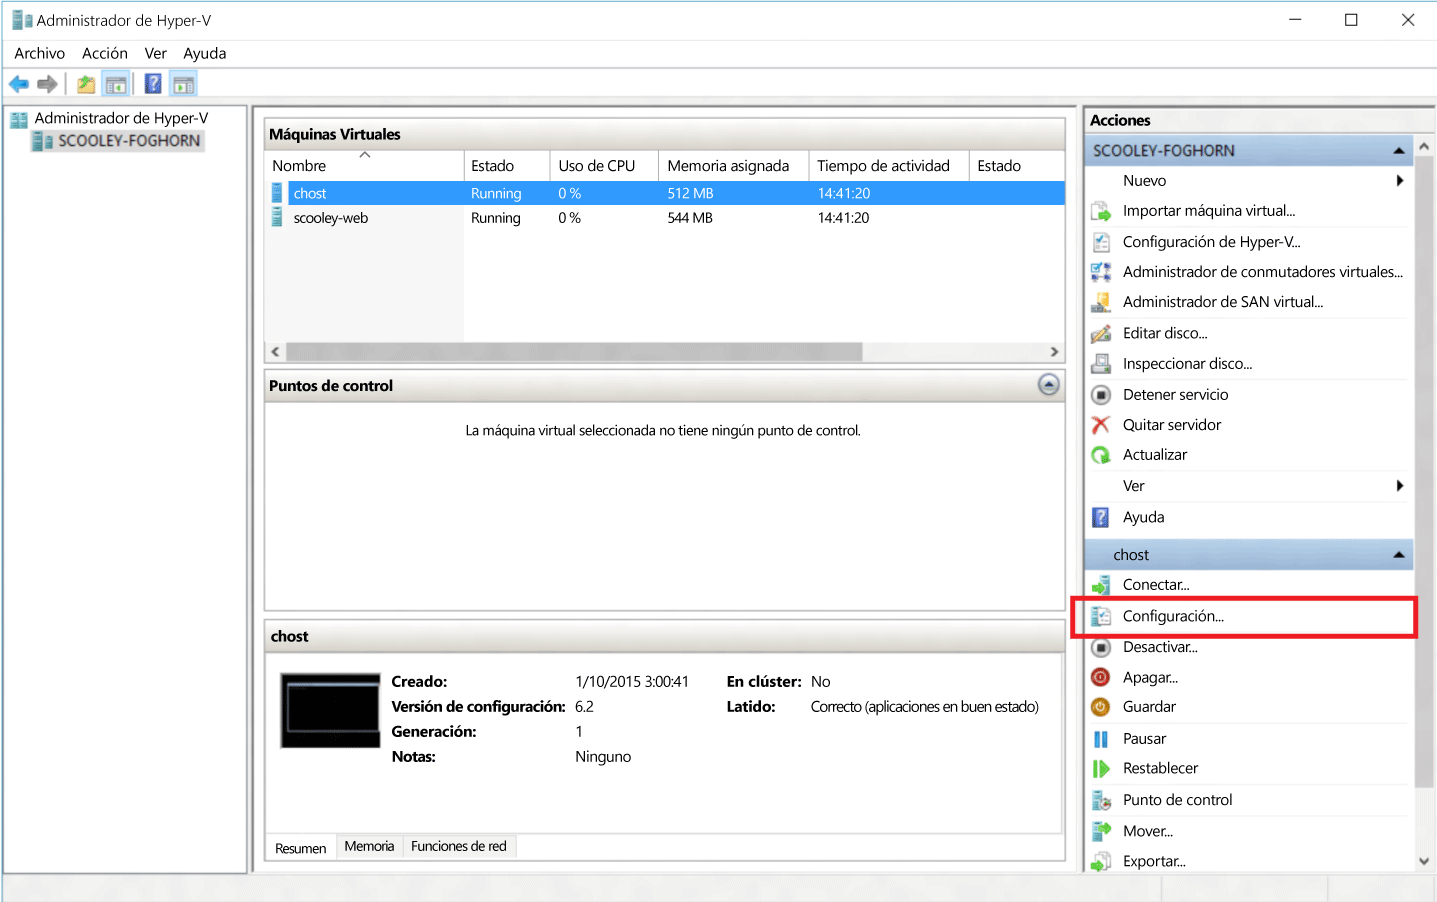 Administrador de Hyper-V
Archivo Acción Ver Ayuda
Administrador de Hyper-V
SCOOLEY-FOGHORN
Máquinas Virtuales
Nombre Estado Uso de CPU Memoria asignada Tiempo de actividad Estado
chost Running 0 % 512 MB 14:41:20
scooley-web Running 0 % 544 MB 14:41:20
Puntos de control
La máquina virtual seleccionada no tiene ningún punto de control.
chost
Creado: 1/10/2015 3:00:41 En clúster: No
Versión de configuración: 6.2 Latido: Correcto (aplicaciones en buen estado)
Generación: 1
Notas: Ninguno
Resumen Memoria Funciones de red
Acciones
SCOOLEY-FOGHORN
Nuevo
Importar máquina virtual...
Configuración de Hyper-V...
Administrador de conmutadores virtuales...
Administrador de SAN virtual...
Editar disco...
Inspeccionar disco...
Detener servicio
Quitar servidor
Actualizar
Ver
Ayuda
chost
Conectar...
Configuración...
Desactivar...
Apagar...
Guardar
Pausar
Restablecer
Punto de control
Mover...
Exportar...